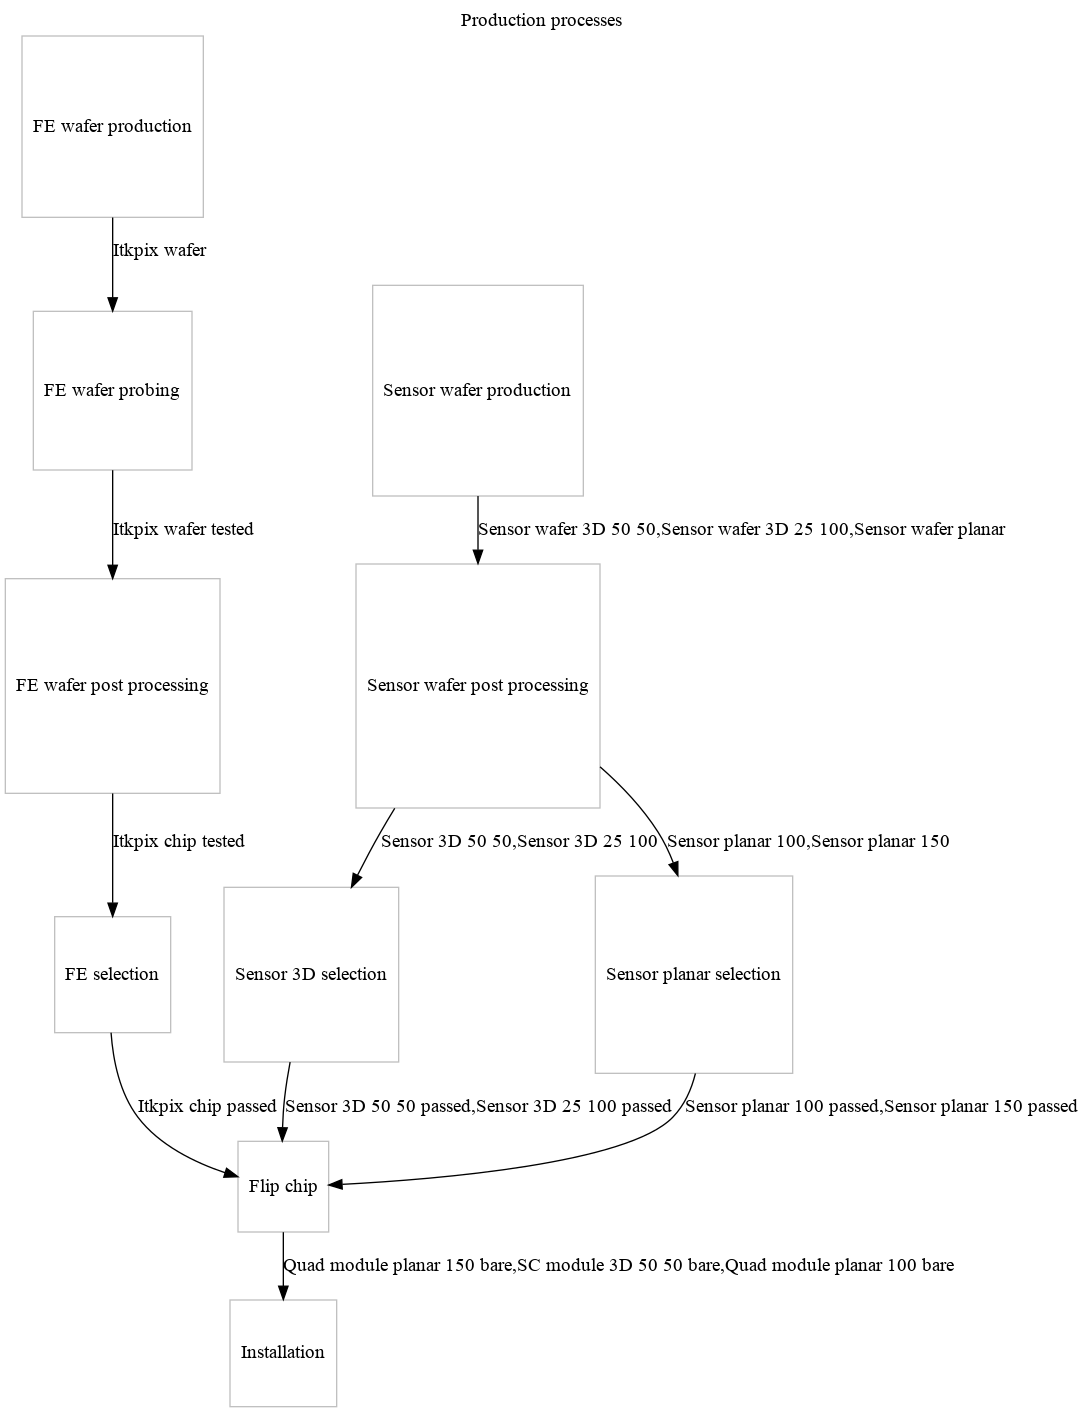 Production processes
FE wafer production
Itkpix wafer
FE wafer probing
Sensor wafer production
Itkpix wafer tested
Sensor wafer 3D 50 50,Sensor wafer 3D 25 100,Sensor wafer planar
FE wafer post processing
Sensor wafer post processing
Itkpix chip tested
Sensor 3D 50 50,Sensor 3D 25 100
Sensor planar 100,Sensor planar 150
FE selection
Sensor 3D selection
Sensor planar selection
Itkpix chip passed
Sensor 3D 50 50 passed,Sensor 3D 25 100 passed
Sensor planar 100 passed,Sensor planar 150 passed
Flip chip
Quad module planar 150 bare,SC module 3D 50 50 bare,Quad module planar 100 bare
Installation